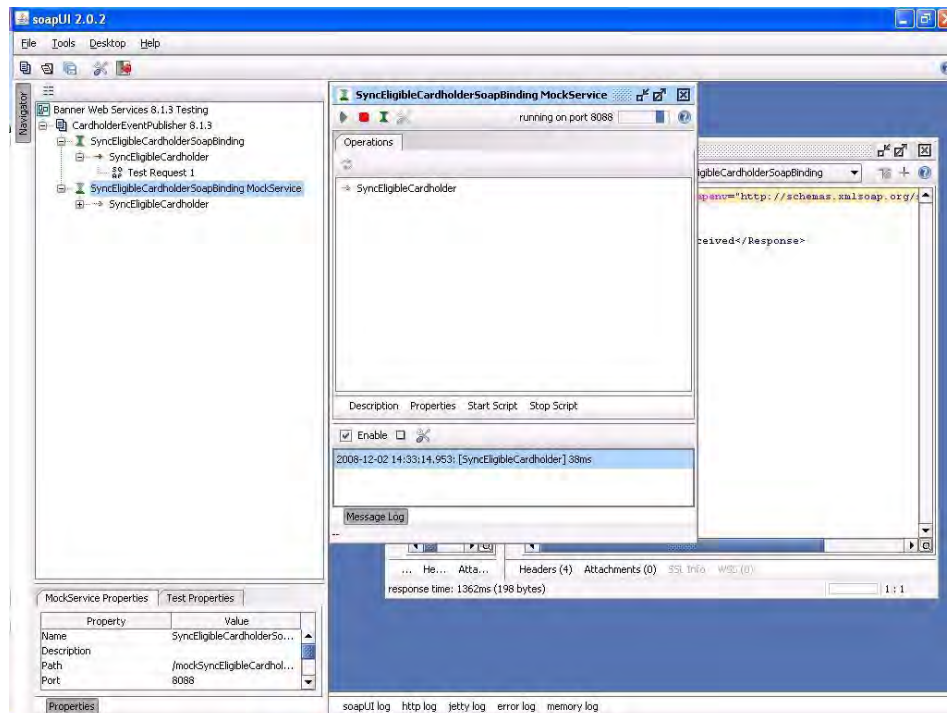 soapUI 2.0.2
File Tools Desktop Help
Navigator
Banner Web Services 8.1.3 Testing
CardholderEventPublisher 8.1.3
SyncEligibleCardholderSoapBinding
SyncEligibleCardholder
Test Request 1
SyncEligibleCardholderSoapBinding MockService
SyncEligibleCardholder
SyncEligibleCardholderSoapBinding MockService
running on port 8088
Operations
SyncEligibleCardholder
Description Properties Start Script Stop Script
Enable
2008-12-02 14:33:14.953: [SyncEligibleCardholder] 38ms
Message Log
--
igibleCardholderSoapBinding
apenv="http://schemas.xmlsoap.org/s
ceived</Response>
... He... Atta... Headers (4) Attachments (0) SSL Info WSS (0)
response time: 1362ms (198 bytes)
1 : 1
MockService Properties Test Properties
Property Value
Name SyncEligibleCardholderSo...
Description
Path /mockSyncEligibleCardhol...
Port 8088
Properties
soapUI log http log jetty log error log memory log